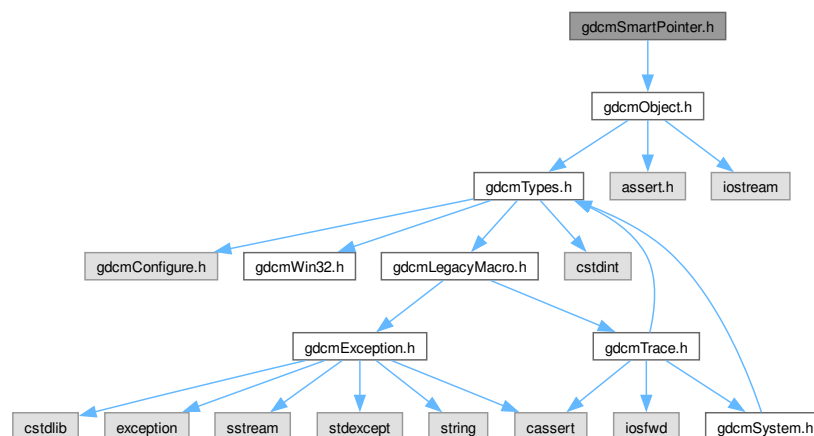 gdcmSmartPointer.h
gdcmObject.h
gdcmTypes.h
assert.h
iostream
gdcmConfigure.h
gdcmWin32.h
gdcmLegacyMacro.h
cstdint
gdcmException.h
gdcmTrace.h
cstdlib
exception
sstream
stdexcept
string
cassert
iosfwd
gdcmSystem.h